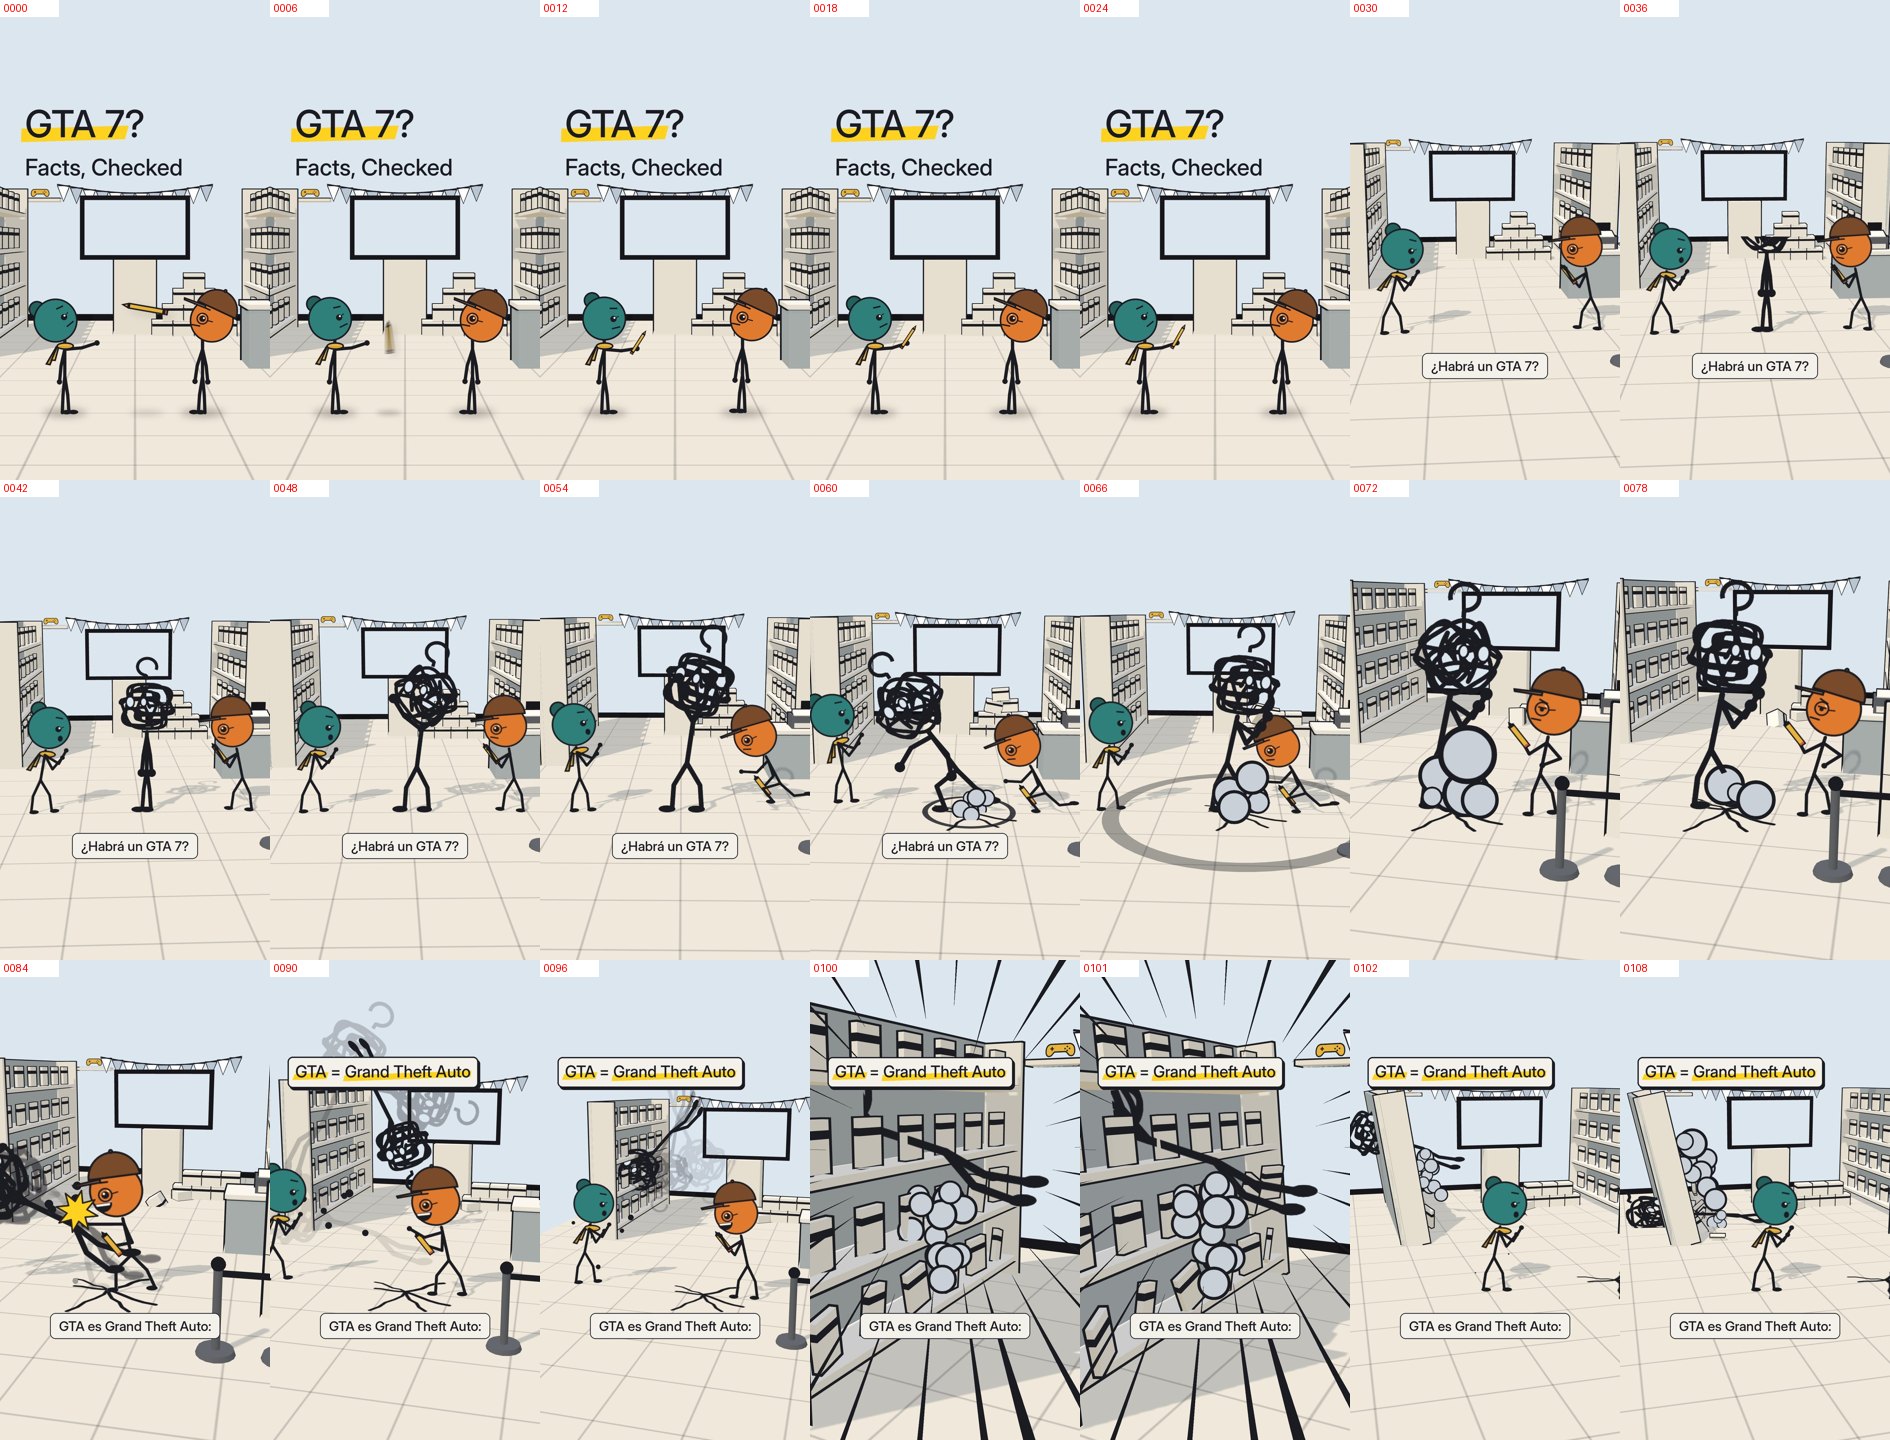 0000
0006
0012
0018
0024
0030
0036
GTA 7?
Facts, Checked
GTA 7?
Facts, Checked
GTA 7?
Facts, Checked
GTA 7?
Facts, Checked
GTA 7?
Facts, Checked
¿Habrá un GTA 7?
¿Habrá un GTA 7?
0042
0048
0054
0060
0066
0072
0078
¿Habrá un GTA 7?
¿Habrá un GTA 7?
¿Habrá un GTA 7?
¿Habrá un GTA 7?
0084
0090
0096
0100
0101
0102
0108
GTA = Grand Theft Auto
GTA = Grand Theft Auto
GTA = Grand Theft Auto
GTA = Grand Theft Auto
GTA = Grand Theft Auto
GTA = Grand Theft Auto
GTA es Grand Theft Auto:
GTA es Grand Theft Auto:
GTA es Grand Theft Auto:
GTA es Grand Theft Auto:
GTA es Grand Theft Auto:
GTA es Grand Theft Auto:
GTA es Grand Theft Auto: